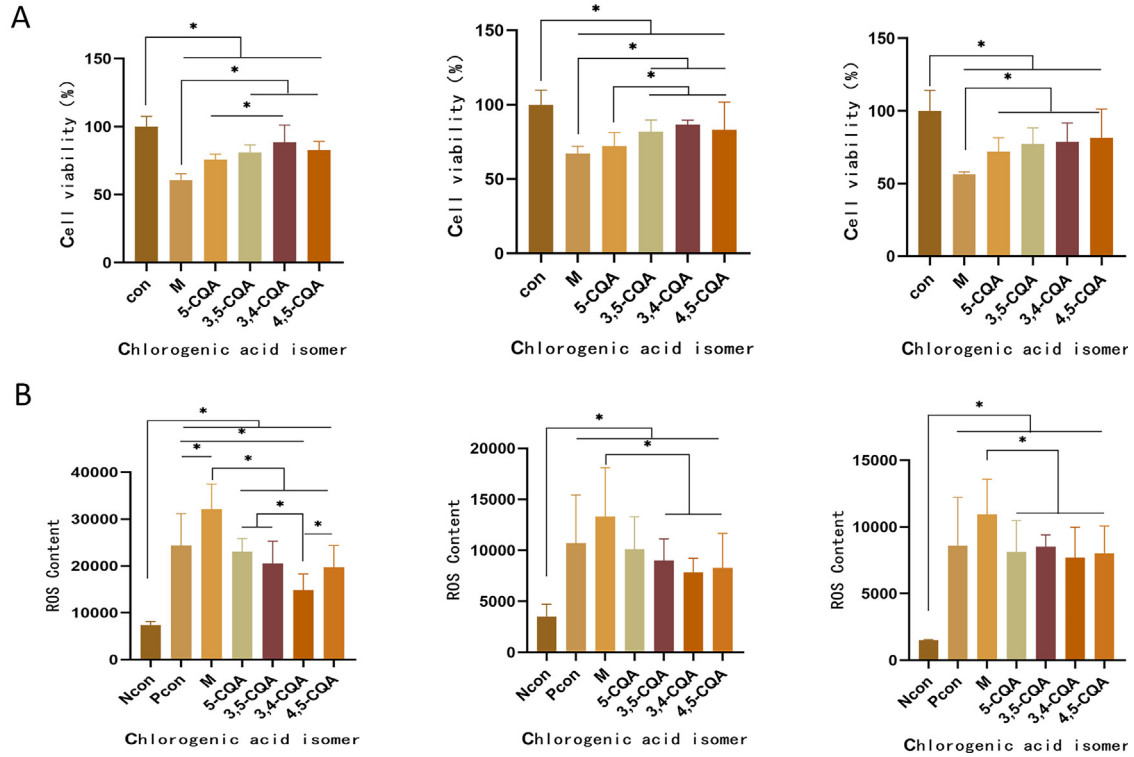 A
*
*
*
Cell viability (%)
150
100
50
0
con
M
5-CQA
3,5-CQA
3,4-CQA
4,5-CQA
Chlorogenic acid isomer
*
*
*
Cell viability (%)
150
100
50
0
con
M
5-CQA
3,5-CQA
3,4-CQA
4,5-CQA
Chlorogenic acid isomer
*
*
Cell viability (%)
150
100
50
0
con
M
5-CQA
3,5-CQA
3,4-CQA
4,5-CQA
Chlorogenic acid isomer
B
*
*
*
*
*
*
ROS Content
40000
30000
20000
10000
0
Ncon
Pcon
M
5-CQA
3,5-CQA
3,4-CQA
4,5-CQA
Chlorogenic acid isomer
*
*
ROS Content
20000
15000
10000
5000
0
Ncon
Pcon
M
5-CQA
3,5-CQA
3,4-CQA
4,5-CQA
Chlorogenic acid isomer
*
*
ROS Content
15000
10000
5000
0
Ncon
Pcon
M
5-CQA
3,5-CQA
3,4-CQA
4,5-CQA
Chlorogenic acid isomer